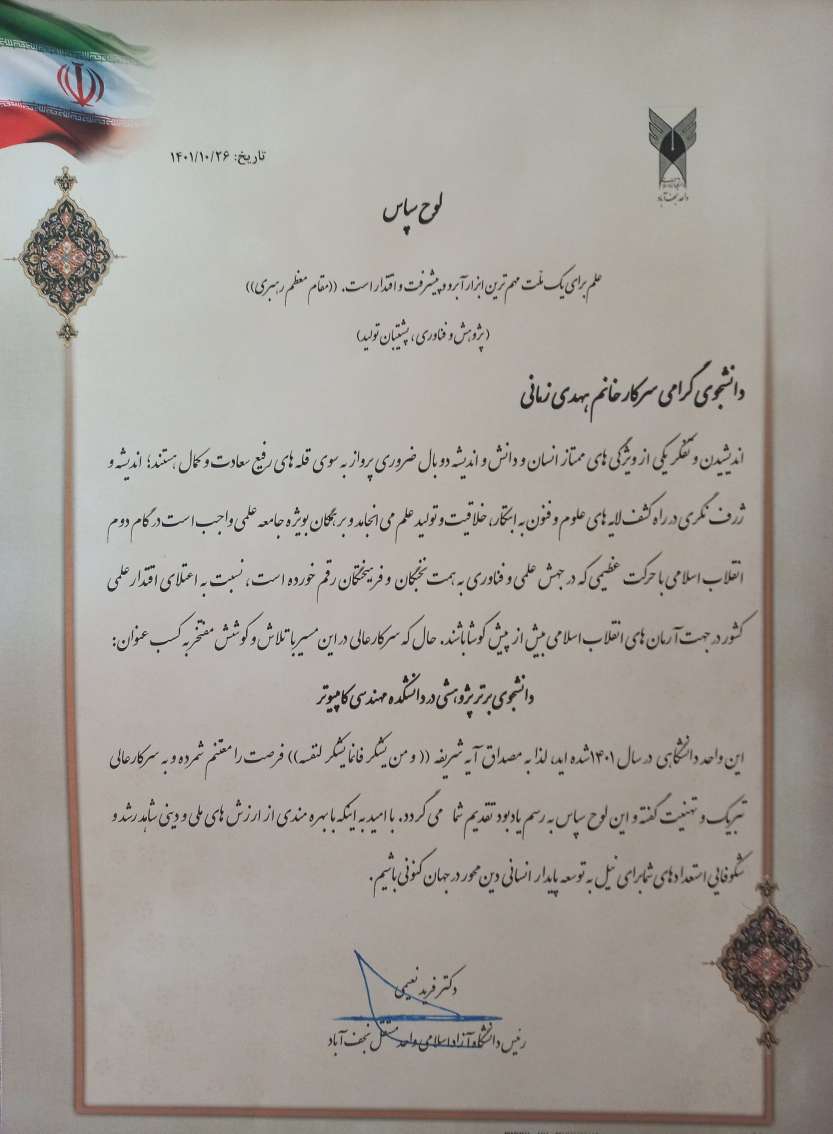 واحد نجف‌آباد
تاریخ: ۱۴۰۱/۱۰/۲۶
لوح سپاس
علم برای یک ملّت مهم ترین ابزار آبرو و پیشرفت و اقتدار است. ((مقام معظم رهبری))
(پژوهش و فناوری، پشتیبان تولید)
دانشجوی گرامی سرکار خانم مهدی زمانی
اندیشیدن و تفکر یکی از ویژگی های ممتاز انسان و دانش و اندیشه دو بال ضروری پرواز به سوی قله های رفیع سعادت و کمال هستند؛ اندیشه و
ژرف نگری در راه کشف لایه های علوم و فنون به ابتکار، خلاقیت و تولید علم می انجامد و بر همگان بویژه جامعه علمی واجب است در گام دوم
انقلاب اسلامی با حرکت عظیمی که در جهش علمی و فناوری به همت نخبگان و فرهیختگان رقم خورده است، نسبت به اعتلای اقتدار علمی
کشور در جهت آرمان های انقلاب اسلامی بیش از پیش کوشا باشند. حال که سرکارعالی در این مسیر با تلاش و کوشش مفتخر به کسب عنوان:
دانشجوی برتر پژوهشی در دانشکده مهندسی کامپیوتر
این واحد دانشگاهی در سال ۱۴۰۱ شده اید، لذا به مصداق آیه شریفه (( و من یشکر فانما یشکر لنفسه)) فرصت را مغتنم شمرده و به سرکارعالی
تبریک و تهنیت گفته و این لوح سپاس به رسم یادبود تقدیم شما می گردد. با امید به اینکه با بهره مندی از ارزش های ملی و دینی شاهد رشد و
شکوفایی استعدادهای شما برای نیل به توسعه پایدار انسانی دین محور در جهان کنونی باشیم.
دکتر فرید نعیمی
رئیس دانشگاه آزاد اسلامی واحد مستقل نجف آباد